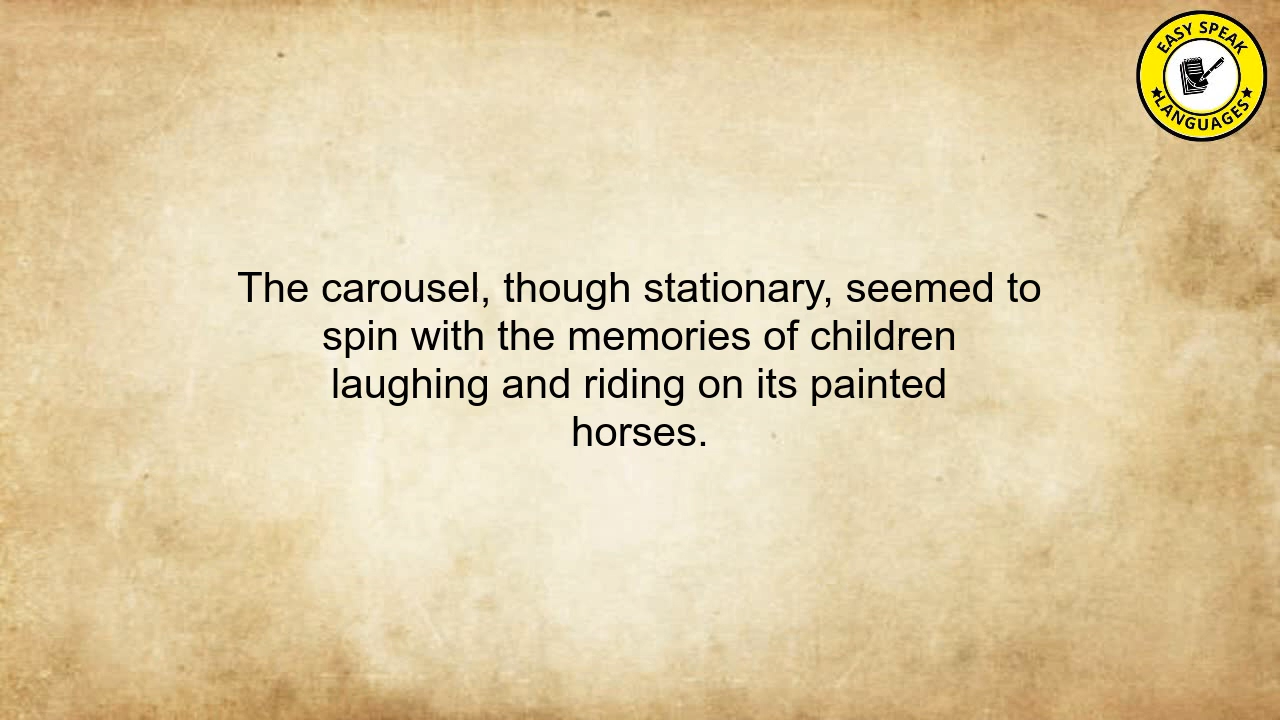 EASY SPEAK
LANGUAGES
The carousel, though stationary, seemed to
spin with the memories of children
laughing and riding on its painted
horses.